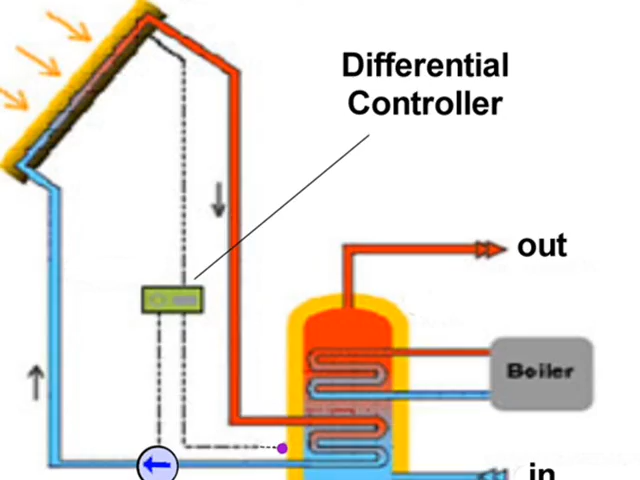 Differential
Controller
out
Boiler
in